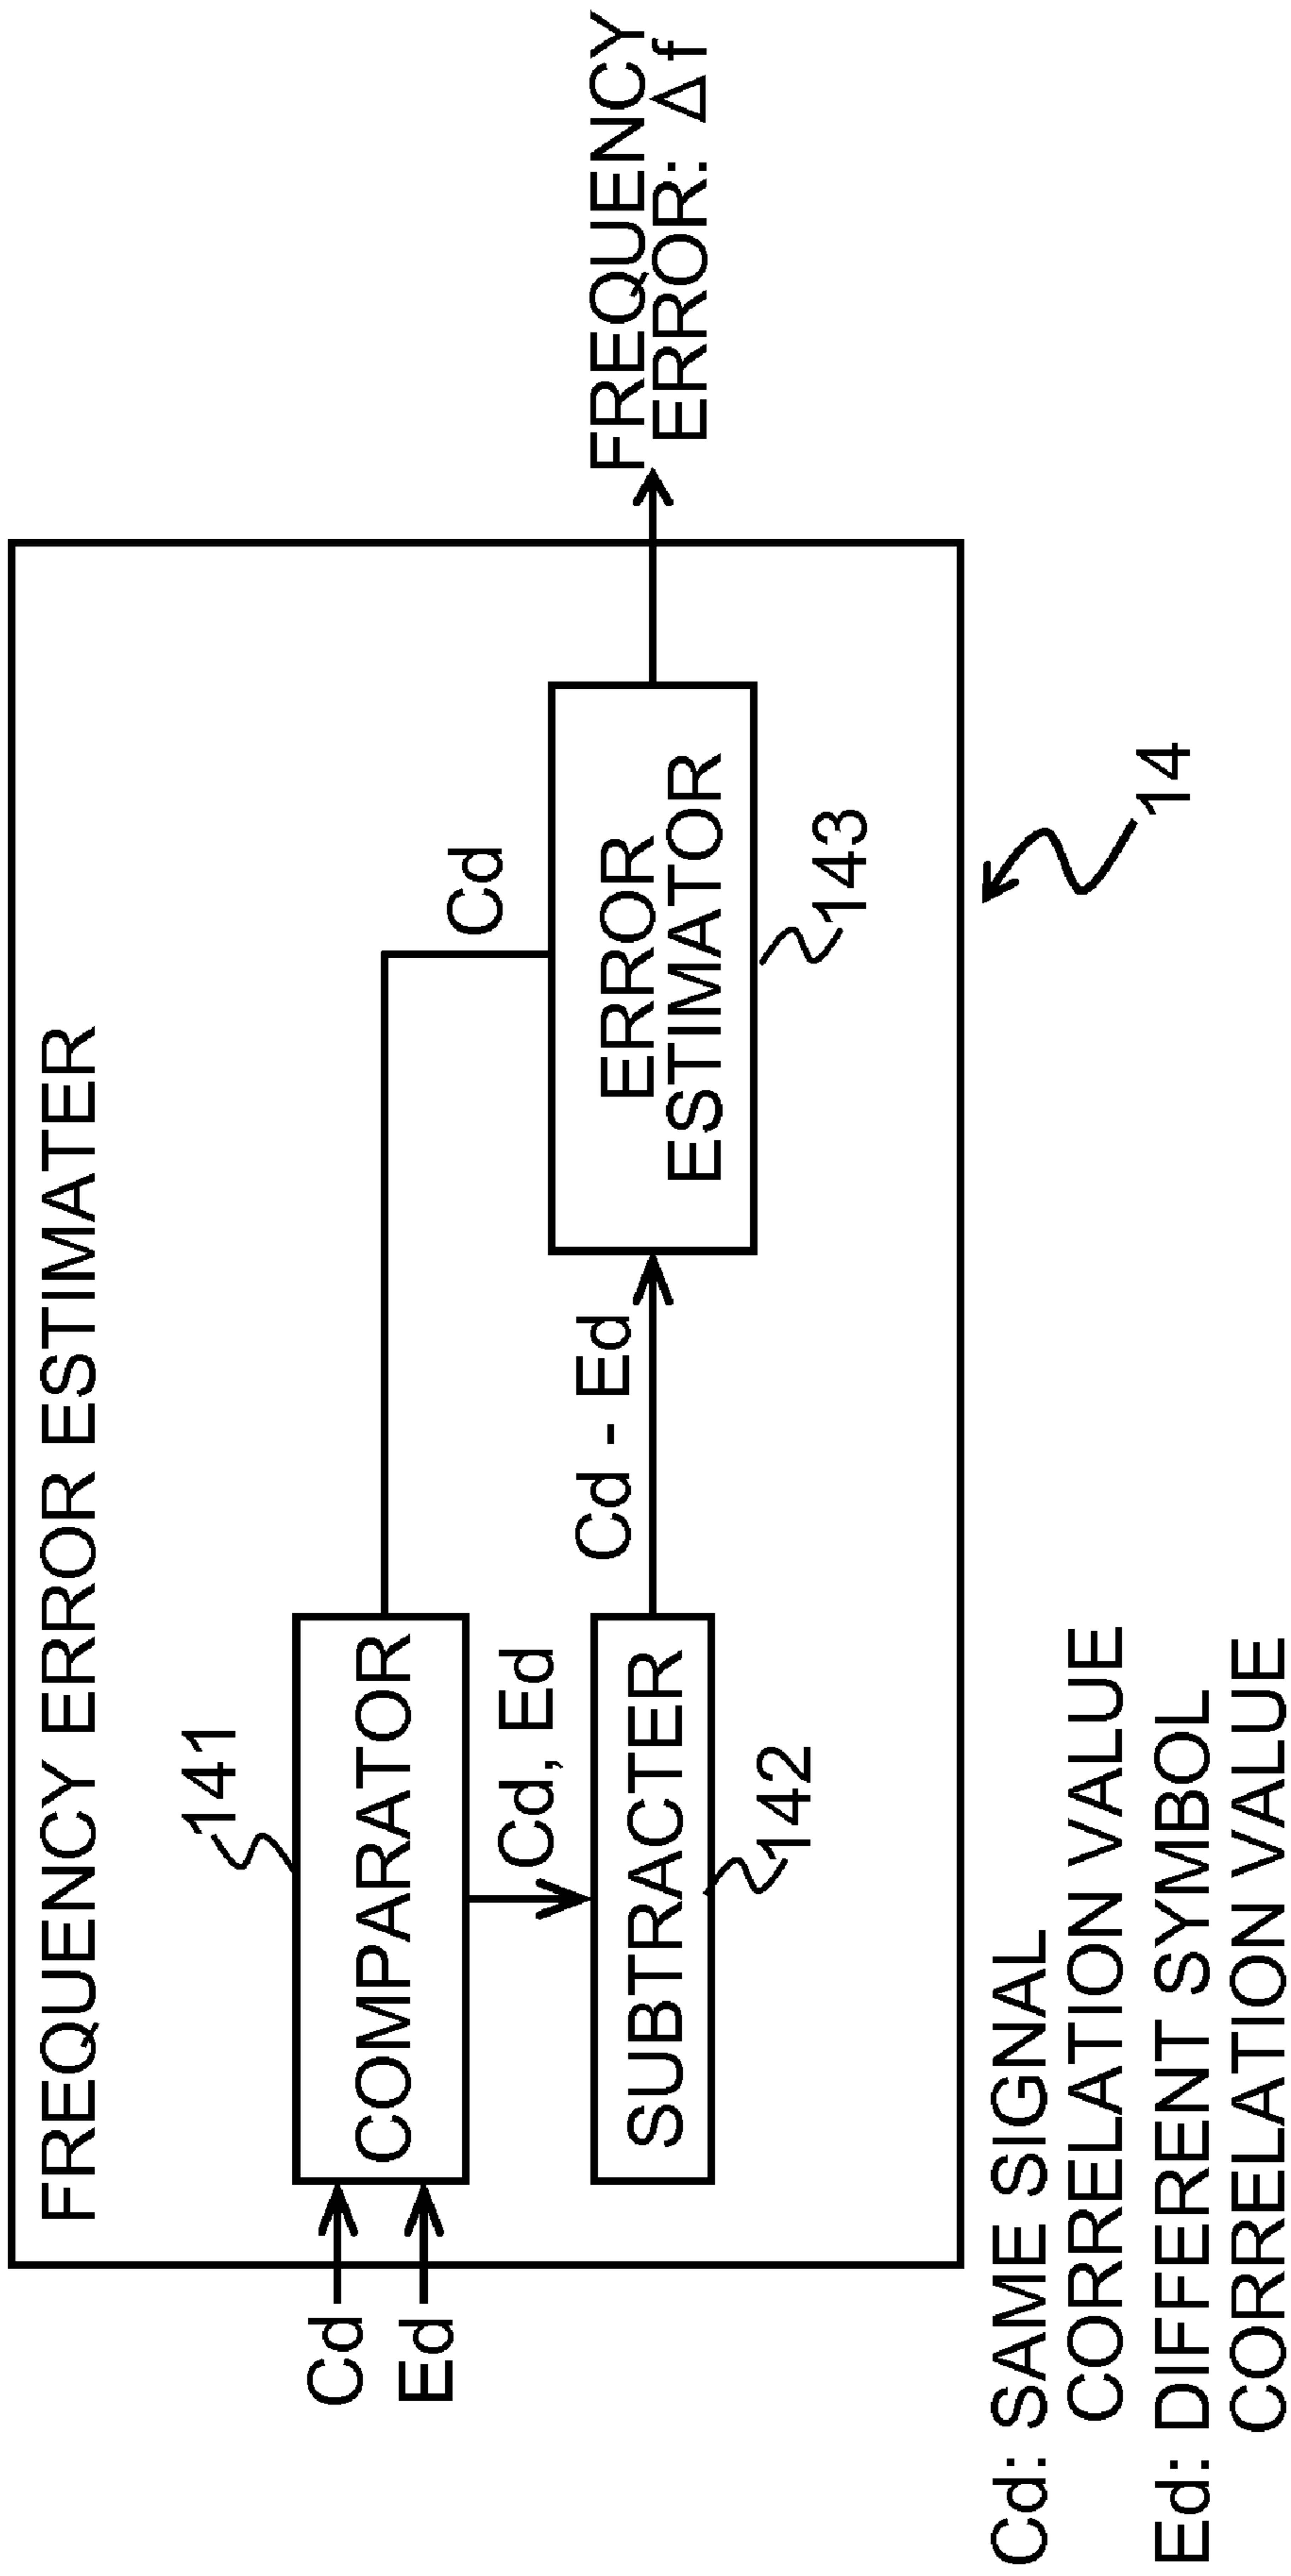 FREQUENCY ERROR ESTIMATER
Cd
Ed
141
COMPARATOR
Cd
Cd, Ed
SUBTRACTER
142
Cd - Ed
ERROR
ESTIMATOR
143
FREQUENCY
ERROR: Δf
14
Cd: SAME SIGNAL
CORRELATION VALUE
Ed: DIFFERENT SYMBOL
CORRELATION VALUE